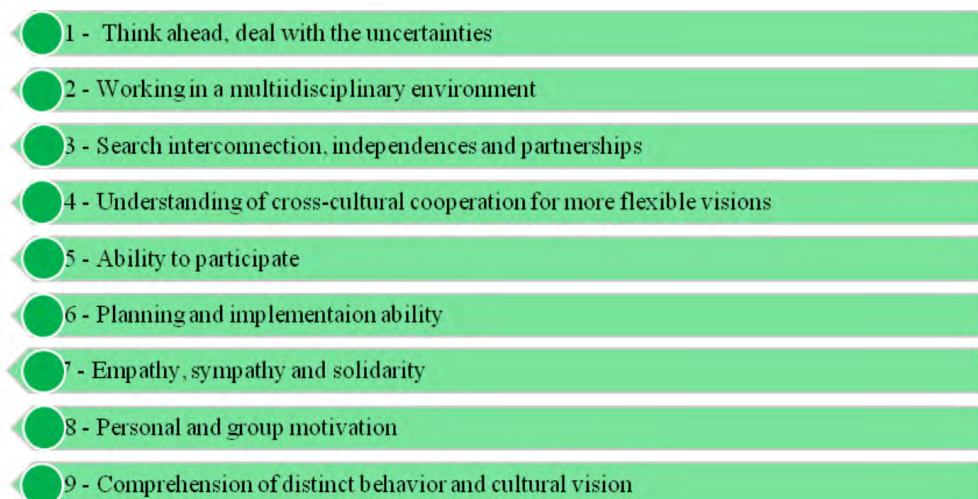 1 - Think ahead, deal with the uncertainties
2 - Working in a multiidisciplinary environment
3 - Search interconnection, independences and partnerships
4 - Understanding of cross-cultural cooperation for more flexible visions
5 - Ability to participate
6 - Planning and implementaion ability
7 - Empathy, sympathy and solidarity
8 - Personal and group motivation
9 - Comprehension of distinct behavior and cultural vision